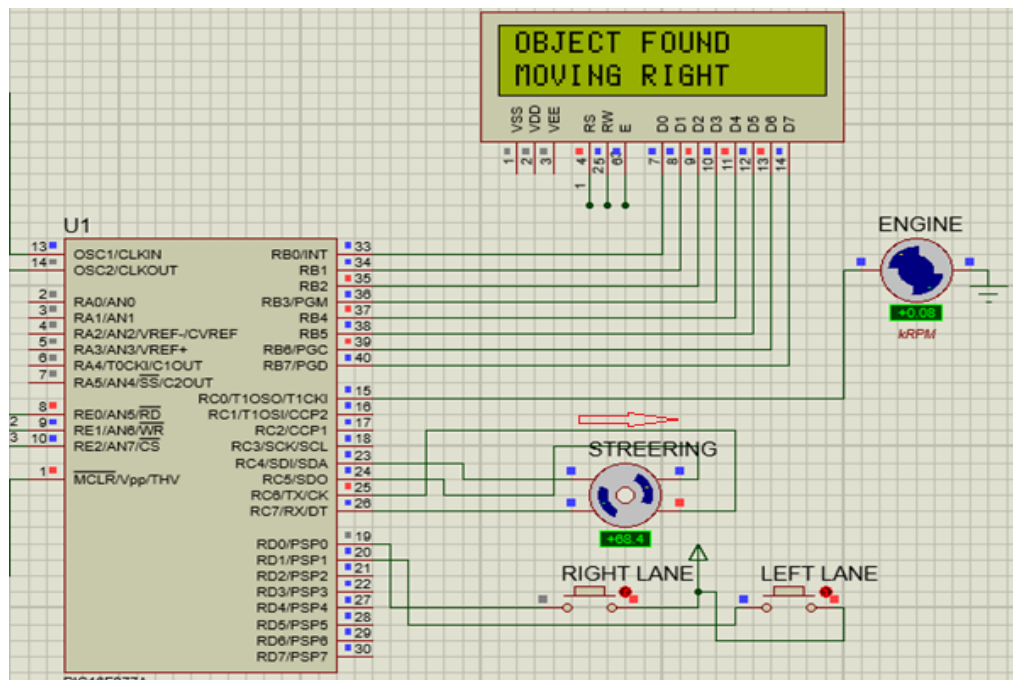 OBJECT FOUND
MOVING RIGHT
VSS
VDD
VEE
RS
RW
E
D0
D1
D2
D3
D4
D5
D6
D7
1
2
3
4
5
6
7
8
9
10
11
12
13
14
1
2
3
U1
13 OSC1/CLKIN
14 OSC2/CLKOUT
2 RA0/AN0
3 RA1/AN1
4 RA2/AN2/VREF-/CVREF
5 RA3/AN3/VREF+
6 RA4/T0CKI/C1OUT
7 RA5/AN4/SS/C2OUT
8 RE0/AN5/RD
2 9 RE1/AN6/WR
3 10 RE2/AN7/CS
1 MCLR/Vpp/THV
RB0/INT 33
RB1 34
RB2 35
RB3/PGM 36
RB4 37
RB5 38
RB6/PGC 39
RB7/PGD 40
RC0/T1OSO/T1CKI 15
RC1/T1OSI/CCP2 16
RC2/CCP1 17
RC3/SCK/SCL 18
RC4/SDI/SDA 23
RC5/SDO 24
RC6/TX/CK 25
RC7/RX/DT 26
RD0/PSP0 19
RD1/PSP1 20
RD2/PSP2 21
RD3/PSP3 22
RD4/PSP4 27
RD5/PSP5 28
RD6/PSP6 29
RD7/PSP7 30
ENGINE
+0.08
kRPM
STREERING
+68.4
RIGHT LANE
LEFT LANE